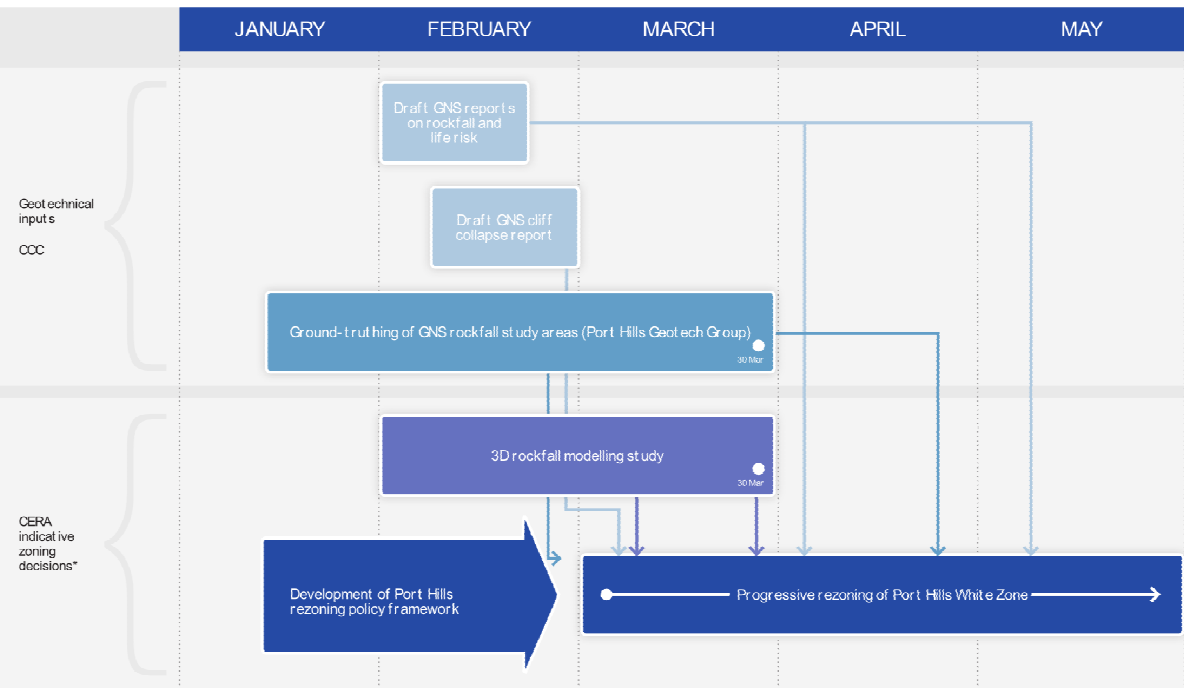 JANUARY
FEBRUARY
MARCH
APRIL
MAY
Draft GNS reports
on rockfall and
life risk
Geotechnical
inputs
CCC
Draft GNS cliff
collapse report
Ground-truthing of GNS rockfall study areas (Port Hills Geotech Group)
30 Mar
3D rockfall modelling study
30 Mar
CERA
indicative
zoning
decisions*
Development of Port Hills
rezoning policy framework
Progressive rezoning of Port Hills White Zone